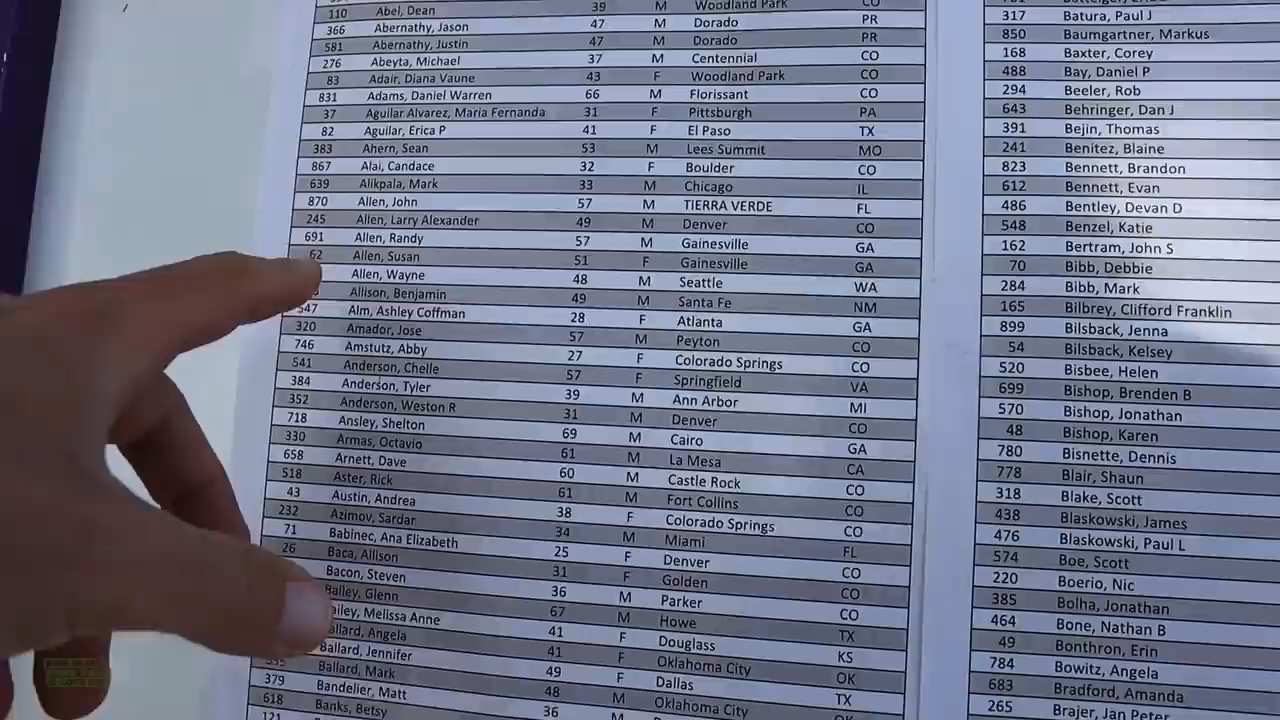 110 Abel, Dean 39 M Woodland Park CO
366 Abernathy, Jason 47 M Dorado PR
581 Abernathy, Justin 47 M Dorado PR
276 Abeyta, Michael 37 M Centennial CO
83 Adair, Diana Vaune 43 F Woodland Park CO
831 Adams, Daniel Warren 66 M Florissant CO
37 Aguilar Alvarez, Maria Fernanda 31 F Pittsburgh PA
82 Aguilar, Erica P 41 F El Paso TX
383 Ahern, Sean 53 M Lees Summit MO
867 Alai, Candace 32 F Boulder CO
639 Alikpala, Mark 33 M Chicago IL
870 Allen, John 57 M TIERRA VERDE FL
245 Allen, Larry Alexander 49 M Denver CO
691 Allen, Randy 57 M Gainesville GA
62 Allen, Susan 51 F Gainesville GA
Allen, Wayne 48 M Seattle WA
Allison, Benjamin 49 M Santa Fe NM
547 Alm, Ashley Coffman 28 F Atlanta GA
320 Amador, Jose 57 M Peyton CO
746 Amstutz, Abby 27 F Colorado Springs CO
541 Anderson, Chelle 57 F Springfield VA
384 Anderson, Tyler 39 M Ann Arbor MI
352 Anderson, Weston R 31 M Denver CO
718 Ansley, Shelton 69 M Cairo GA
330 Armas, Octavio 61 M La Mesa CA
658 Arnett, Dave 60 M Castle Rock CO
518 Aster, Rick 61 M Fort Collins CO
43 Austin, Andrea 38 F Colorado Springs CO
232 Azimov, Sardar 34 M Miami FL
71 Babinec, Ana Elizabeth 25 F Denver CO
26 Baca, Allison 31 F Golden CO
Bacon, Steven 36 M Parker CO
Bailey, Glenn 67 M Howe TX
ailey, Melissa Anne 41 F Douglass KS
allard, Angela 41 F Oklahoma City OK
Ballard, Jennifer 49 F Dallas TX
Ballard, Mark 48 M Oklahoma City OK
379 Bandelier, Matt 36 M
618 Banks, Betsy
121
317 Batura, Paul J
850 Baumgartner, Markus
168 Baxter, Corey
488 Bay, Daniel P
294 Beeler, Rob
643 Behringer, Dan J
391 Bejin, Thomas
241 Benitez, Blaine
823 Bennett, Brandon
612 Bennett, Evan
486 Bentley, Devan D
548 Benzel, Katie
162 Bertram, John S
70 Bibb, Debbie
284 Bibb, Mark
165 Bilbrey, Clifford Franklin
899 Bilsback, Jenna
54 Bilsback, Kelsey
520 Bisbee, Helen
699 Bishop, Brenden B
570 Bishop, Jonathan
48 Bishop, Karen
780 Bisnette, Dennis
778 Blair, Shaun
318 Blake, Scott
438 Blaskowski, James
476 Blaskowski, Paul L
574 Boe, Scott
220 Boerio, Nic
385 Bolha, Jonathan
464 Bone, Nathan B
49 Bonthron, Erin
784 Bowitz, Angela
683 Bradford, Amanda
265 Brajer, Jan Peter